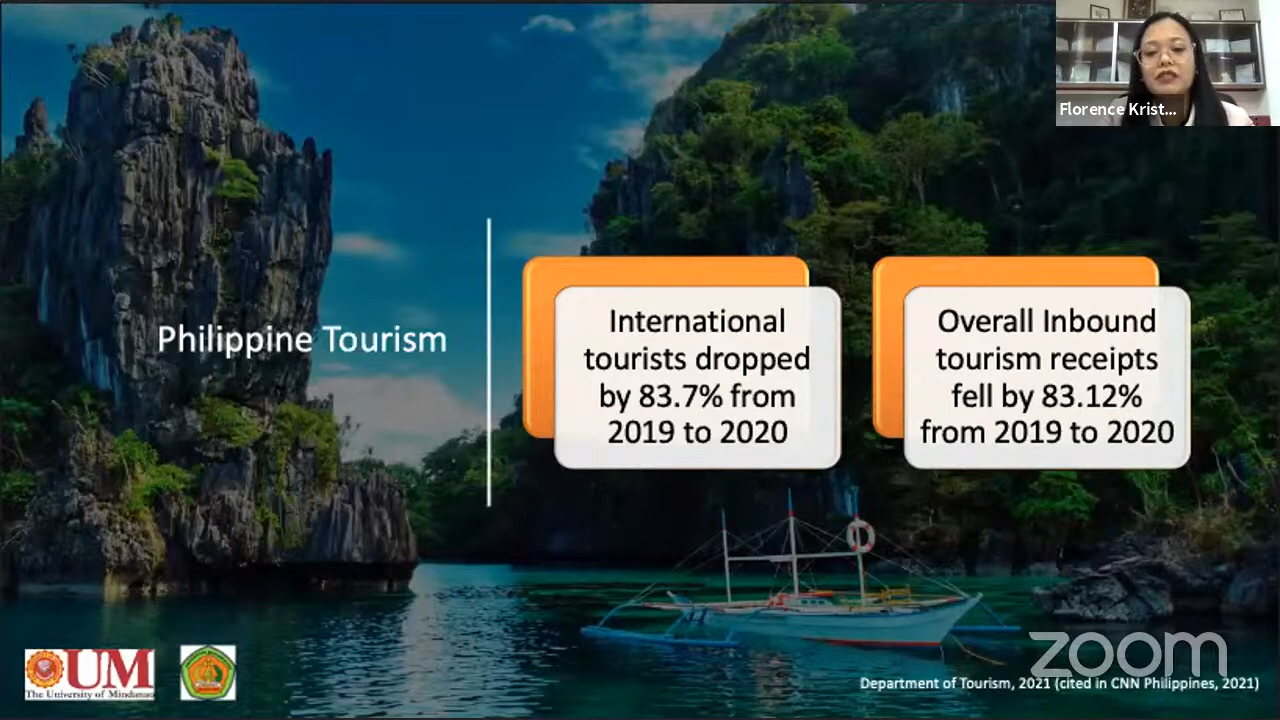 Florence Krist...
Philippine Tourism
International
tourists dropped
by 83.7% from
2019 to 2020
Overall Inbound
tourism receipts
fell by 83.12%
from 2019 to 2020
UM
The University of Mindanao
zoom
Department of Tourism, 2021 (cited in CNN Philippines, 2021)